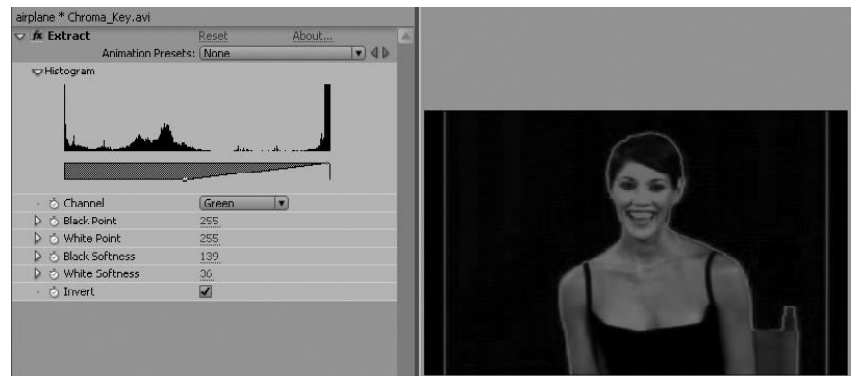 airplane * Chroma_Key.avi
fx Extract Reset About...
Animation Presets: None
Histogram
Channel Green
Black Point 255
White Point 255
Black Softness 139
White Softness 36
Invert